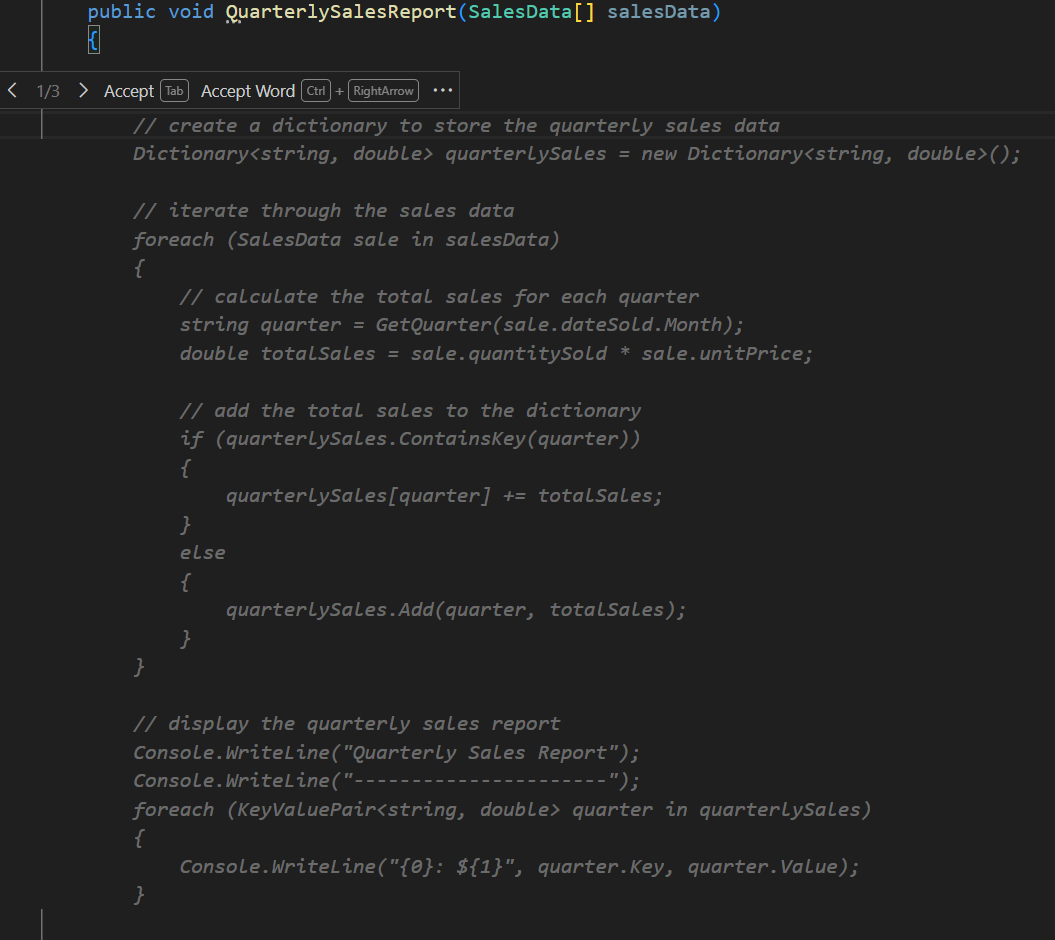 public void QuarterlySalesReport(SalesData[] salesData)
{
1/3 Accept Tab Accept Word Ctrl + RightArrow ···
// create a dictionary to store the quarterly sales data
Dictionary<string, double> quarterlySales = new Dictionary<string, double>();
// iterate through the sales data
foreach (SalesData sale in salesData)
{
// calculate the total sales for each quarter
string quarter = GetQuarter(sale.dateSold.Month);
double totalSales = sale.quantitySold * sale.unitPrice;
// add the total sales to the dictionary
if (quarterlySales.ContainsKey(quarter))
{
quarterlySales[quarter] += totalSales;
}
else
{
quarterlySales.Add(quarter, totalSales);
}
}
// display the quarterly sales report
Console.WriteLine("Quarterly Sales Report");
Console.WriteLine("----------------------");
foreach (KeyValuePair<string, double> quarter in quarterlySales)
{
Console.WriteLine("{0}: ${1}", quarter.Key, quarter.Value);
}